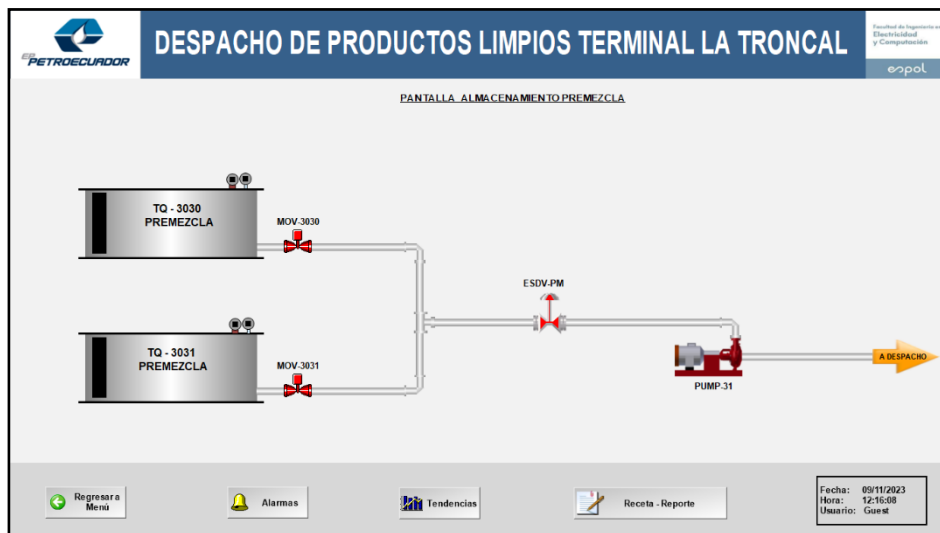 EP PETROECUADOR
DESPACHO DE PRODUCTOS LIMPIOS TERMINAL LA TRONCAL
Facultad de Ingeniería en
Electricidad
y Computación
espol
PANTALLA ALMACENAMIENTO PREMEZCLA
TQ - 3030
PREMEZCLA
MOV-3030
ESDV-PM
TQ - 3031
PREMEZCLA
MOV-3031
PUMP-31
A DESPACHO
Regresar a
Menú
Alarmas
Tendencias
Receta - Reporte
Fecha: 09/11/2023
Hora: 12:16:08
Usuario: Guest